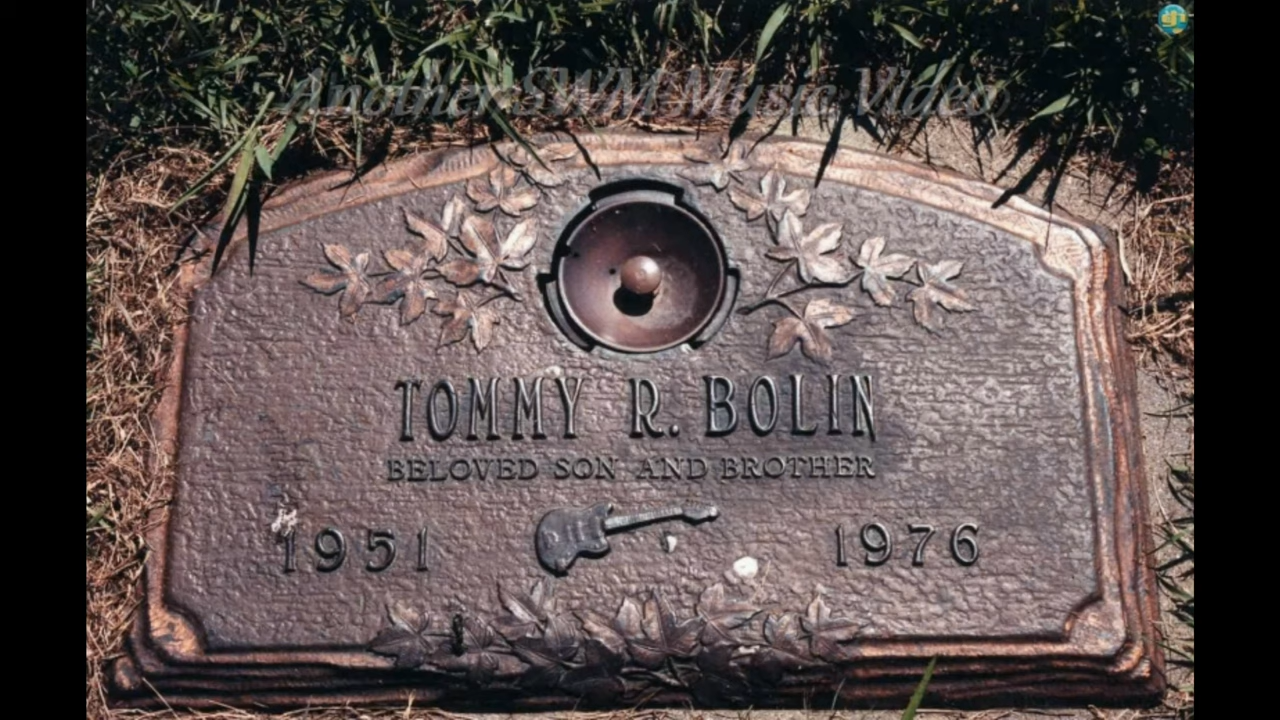 Another SWM Music Video
TOMMY R. BOLIN
BELOVED SON AND BROTHER
1951 1976